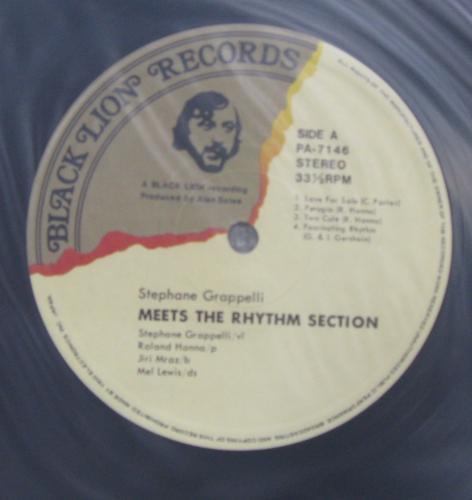 BLACK LION RECORDS
A BLACK LION recording
Produced by Alan Bates
SIDE A
PA-7146
STEREO
33⅓RPM
1. Love For Sale (C. Porter)
2. Perugia (R. Hanna)
3. Two Cute (R. Hanna)
4. Fascinating Rhythm
(G. & I. Gershwin)
Stephane Grappelli
MEETS THE RHYTHM SECTION
Stephane Grappelli/vl
Roland Hanna/p
Jiri Mraz/b
Mel Lewis/ds